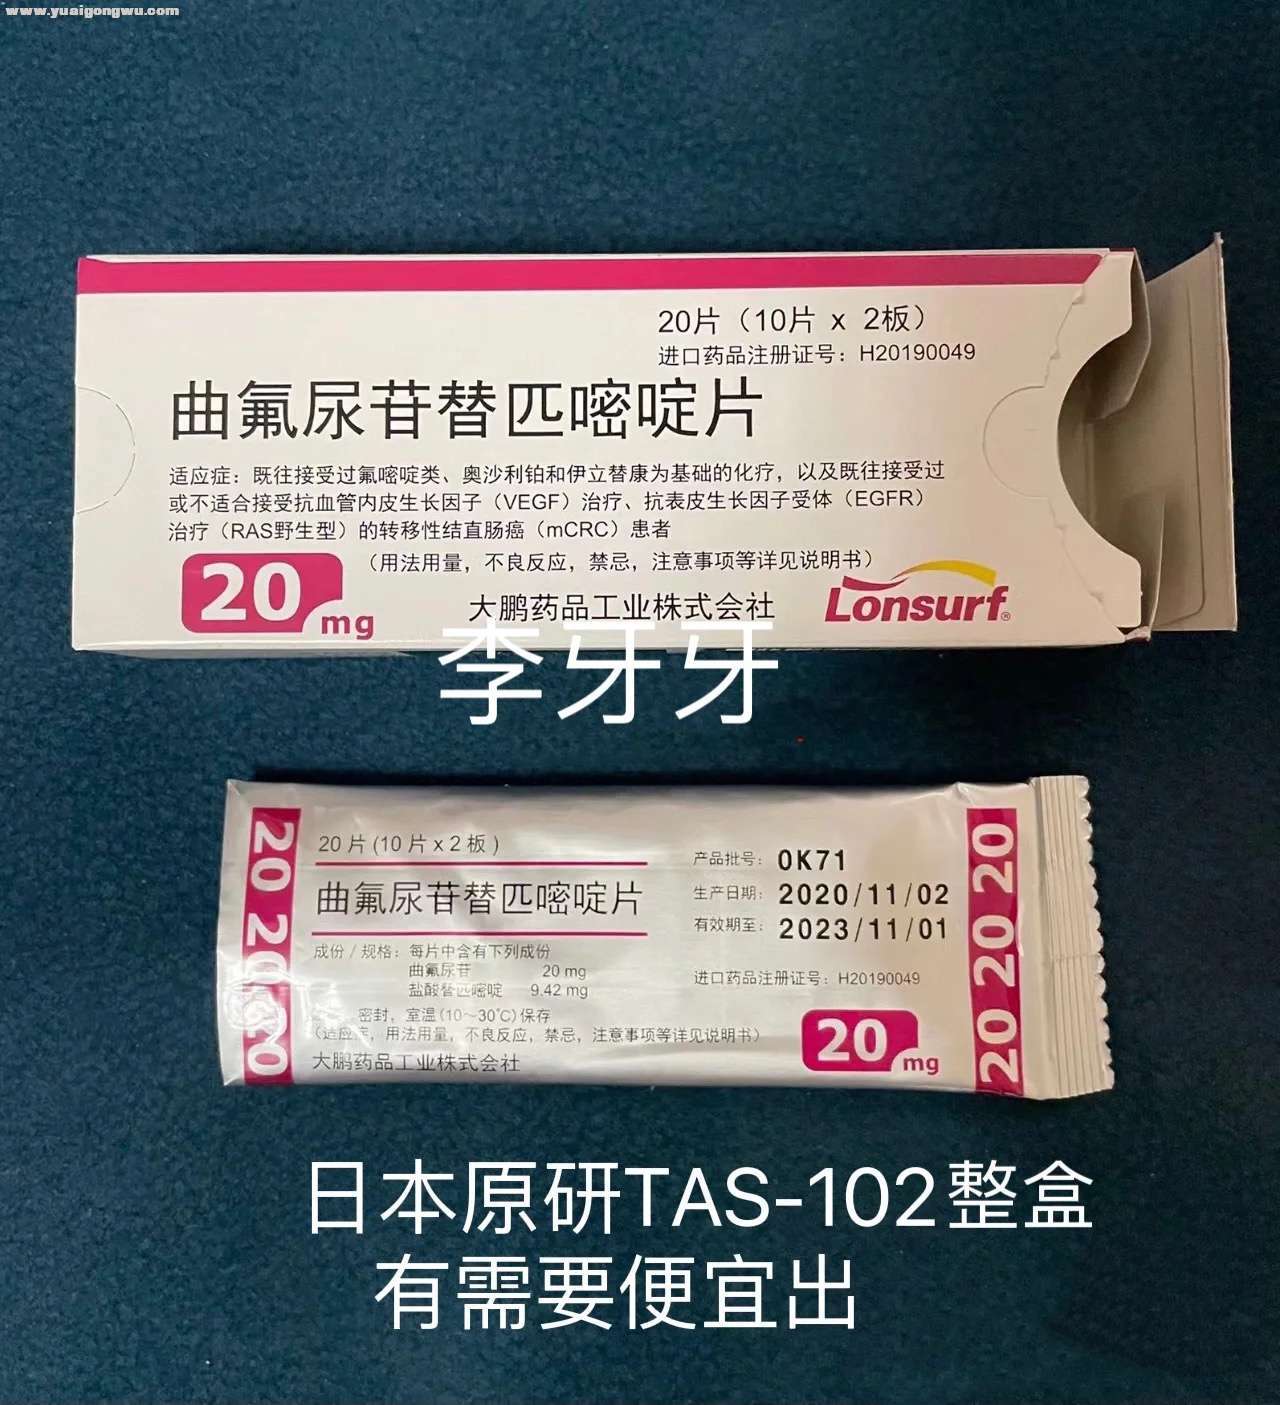 www.yuaigongwu.com
20片（10片 x 2板）
进口药品注册证号：H20190049
曲氟尿苷替匹嘧啶片
适应症：既往接受过氟嘧啶类、奥沙利铂和伊立替康为基础的化疗，以及既往接受过
或不适合接受抗血管内皮生长因子（VEGF）治疗、抗表皮生长因子受体（EGFR）
治疗（RAS野生型）的转移性结直肠癌（mCRC）患者
（用法用量，不良反应，禁忌，注意事项等详见说明书）
20 mg
大鹏药品工业株式会社
Lonsurf®
李牙牙
20 20 20
20 片 (10 片 x 2 板 )
曲氟尿苷替匹嘧啶片
成份 / 规格：每片中含有下列成份
曲氟尿苷 20 mg
盐酸替匹嘧啶 9.42 mg
密封，室温(10～30℃)保存
（适应症，用法用量，不良反应，禁忌，注意事项等详见说明书）
大鹏药品工业株式会社
产品批号：0K71
生产日期：2020/11/02
有效期至：2023/11/01
进口药品注册证号：H20190049
20 mg
20 20 20
日本原研TAS-102整盒
有需要便宜出